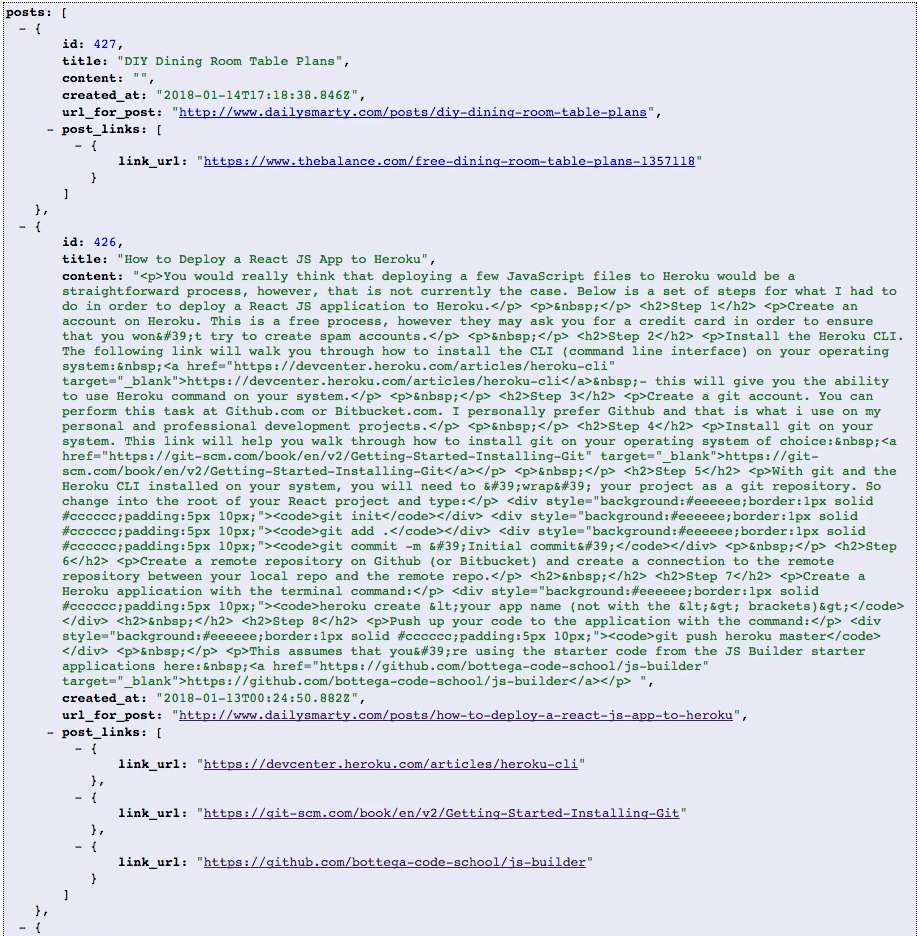 posts: [
- {
id: 427,
title: "DIY Dining Room Table Plans",
content: "",
created_at: "2018-01-14T17:18:38.846Z",
url_for_post: "http://www.dailysmarty.com/posts/diy-dining-room-table-plans",
- post_links: [
- {
link_url: "https://www.thebalance.com/free-dining-room-table-plans-1357118"
}
]
},
- {
id: 426,
title: "How to Deploy a React JS App to Heroku",
content: "<p>You would really think that deploying a few JavaScript files to Heroku would be a
straightforward process, however, that is not currently the case. Below is a set of steps for what I had to
do in order to deploy a React JS application to Heroku.</p> <p>&nbsp;</p> <h2>Step 1</h2> <p>Create an
account on Heroku. This is a free process, however they may ask you for a credit card in order to ensure
that you won&#39;t try to create spam accounts.</p> <p>&nbsp;</p> <h2>Step 2</h2> <p>Install the Heroku CLI.
The following link will walk you through how to install the CLI (command line interface) on your operating
system:&nbsp;<a href="https://devcenter.heroku.com/articles/heroku-cli"
target="_blank">https://devcenter.heroku.com/articles/heroku-cli</a>&nbsp;- this will give you the ability
to use Heroku command on your system.</p> <p>&nbsp;</p> <h2>Step 3</h2> <p>Create a git account. You can
perform this task at Github.com or Bitbucket.com. I personally prefer Github and that is what i use on my
personal and professional development projects.</p> <p>&nbsp;</p> <h2>Step 4</h2> <p>Install git on your
system. This link will help you walk through how to install git on your operating system of choice:&nbsp;<a
href="https://git-scm.com/book/en/v2/Getting-Started-Installing-Git" target="_blank">https://git-
scm.com/book/en/v2/Getting-Started-Installing-Git</a></p> <p>&nbsp;</p> <h2>Step 5</h2> <p>With git and the
Heroku CLI installed on your system, you will need to &#39;wrap&#39; your project as a git repository. So
change into the root of your React project and type:</p> <div style="background:#eeeeee;border:1px solid
#cccccc;padding:5px 10px;"><code>git init</code></div> <div style="background:#eeeeee;border:1px solid
#cccccc;padding:5px 10px;"><code>git add .</code></div> <div style="background:#eeeeee;border:1px solid
#cccccc;padding:5px 10px;"><code>git commit -m &#39;Initial commit&#39;</code></div> <p>&nbsp;</p> <h2>Step
6</h2> <p>Create a remote repository on Github (or Bitbucket) and create a connection to the remote
repository between your local repo and the remote repo.</p> <h2>&nbsp;</h2> <h2>Step 7</h2> <p>Create a
Heroku application with the terminal command:</p> <div style="background:#eeeeee;border:1px solid
#cccccc;padding:5px 10px;"><code>heroku create &lt;your app name (not with the &lt;&gt; brackets)&gt;</code>
</div> <h2>&nbsp;</h2> <h2>Step 8</h2> <p>Push up your code to the application with the command:</p> <div
style="background:#eeeeee;border:1px solid #cccccc;padding:5px 10px;"><code>git push heroku master</code>
</div> <p>&nbsp;</p> <p>This assumes that you&#39;re using the starter code from the JS Builder starter
applications here:&nbsp;<a href="https://github.com/bottega-code-school/js-builder"
target="_blank">https://github.com/bottega-code-school/js-builder</a></p> ",
created_at: "2018-01-13T00:24:50.882Z",
url_for_post: "http://www.dailysmarty.com/posts/how-to-deploy-a-react-js-app-to-heroku",
- post_links: [
- {
link_url: "https://devcenter.heroku.com/articles/heroku-cli"
},
- {
link_url: "https://git-scm.com/book/en/v2/Getting-Started-Installing-Git"
},
- {
link_url: "https://github.com/bottega-code-school/js-builder"
}
]
},
- {